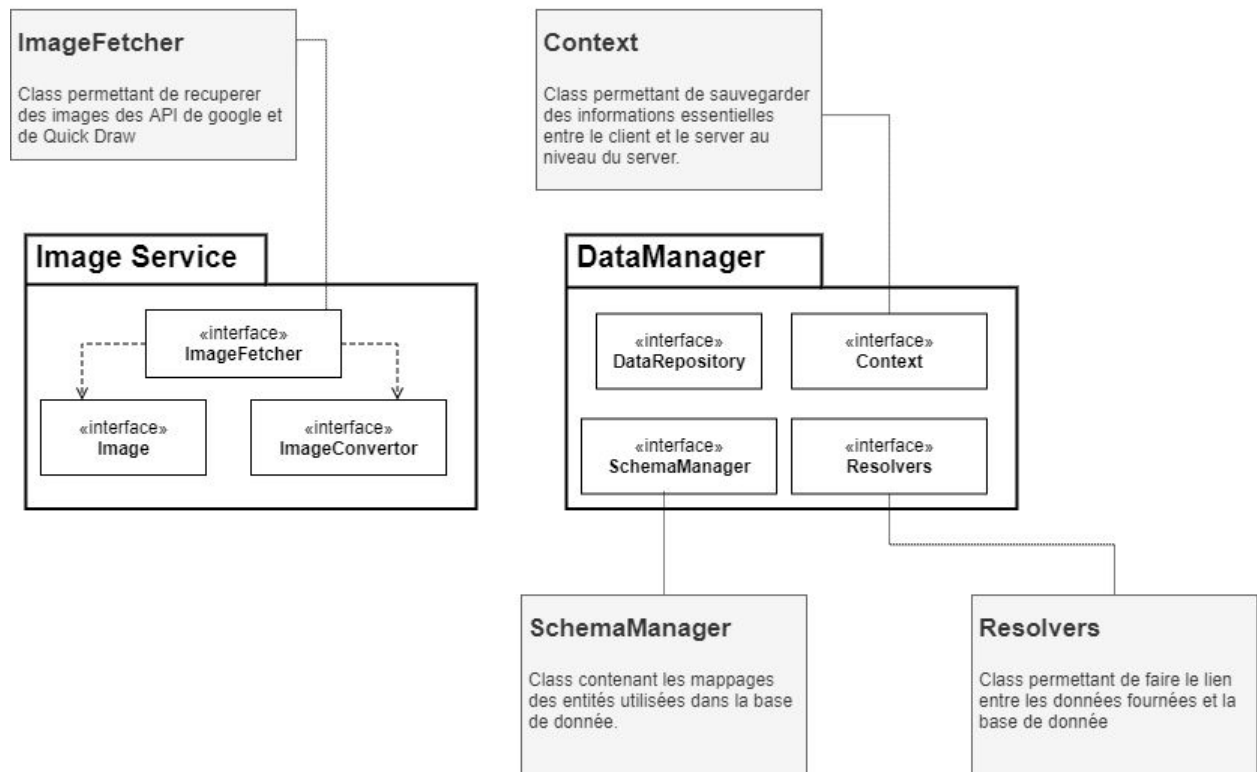 ImageFetcher
Class permettant de recuperer
des images des API de google et
de Quick Draw
Context
Class permettant de sauvegarder
des informations essentielles
entre le client et le server au
niveau du server.
Image Service
«interface»
ImageFetcher
«interface»
Image
«interface»
ImageConvertor
DataManager
«interface»
DataRepository
«interface»
Context
«interface»
SchemaManager
«interface»
Resolvers
SchemaManager
Class contenant les mappages
des entités utilisées dans la base
de donnée.
Resolvers
Class permettant de faire le lien
entre les données fournées et la
base de donnée